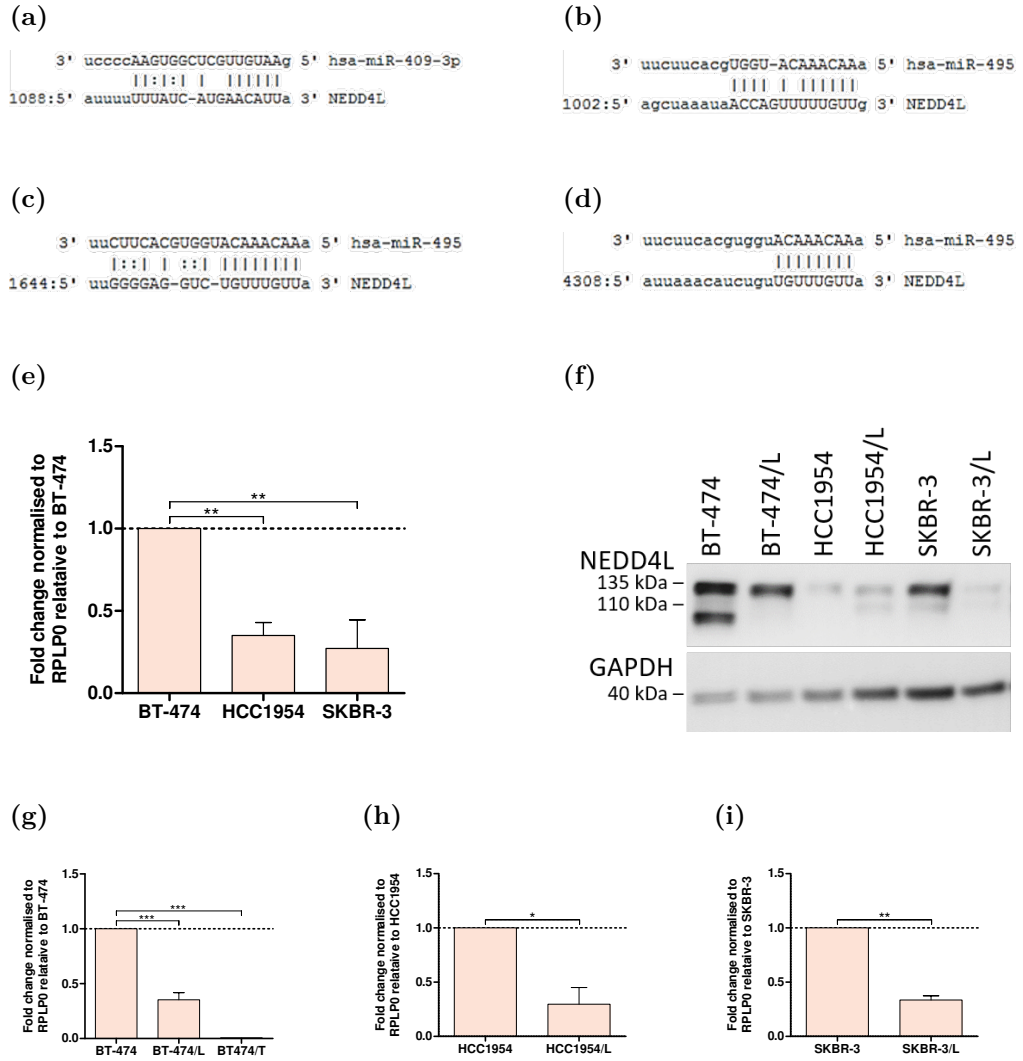 (a)
3' uccccAAGUGGCUCGUUGUAAg 5' hsa-miR-409-3p
||:|:| | ||||||
1088:5' auuuuUUUAUC-AUGAACAUUa 3' NEDD4L
(b)
3' uucuucacgUGGU-ACAAACAAa 5' hsa-miR-495
|||| | ||||||
1002:5' agcuaaauaACCAGUUUUUGUUg 3' NEDD4L
(c)
3' uuCUUCACGUGGUACAAACAAa 5' hsa-miR-495
|::| | ::| ||||||||
1644:5' uuGGGGAG-GUC-UGUUUGUUa 3' NEDD4L
(d)
3' uucuucacgugguACAAACAAa 5' hsa-miR-495
||||||||
4308:5' auuaaacaucuguUGUUUGUUa 3' NEDD4L
(e)
Fold change normalised to
RPLP0 relataive to BT-474
1.5
1.0
0.5
0.0
**
**
BT-474 HCC1954 SKBR-3
(f)
BT-474
BT-474/L
HCC1954
HCC1954/L
SKBR-3
SKBR-3/L
NEDD4L
135 kDa
110 kDa
GAPDH
40 kDa
(g)
Fold change normalised to
RPLP0 relataive to BT-474
1.5
1.0
0.5
0.0
***
***
BT-474 BT-474/L BT474/T
(h)
Fold change normalised to
RPLP0 relataive to HCC1954
1.5
1.0
0.5
0.0
*
HCC1954 HCC1954/L
(i)
Fold change normalised to
RPLP0 relataive to SKBR-3
1.5
1.0
0.5
0.0
**
SKBR-3 SKBR-3/L